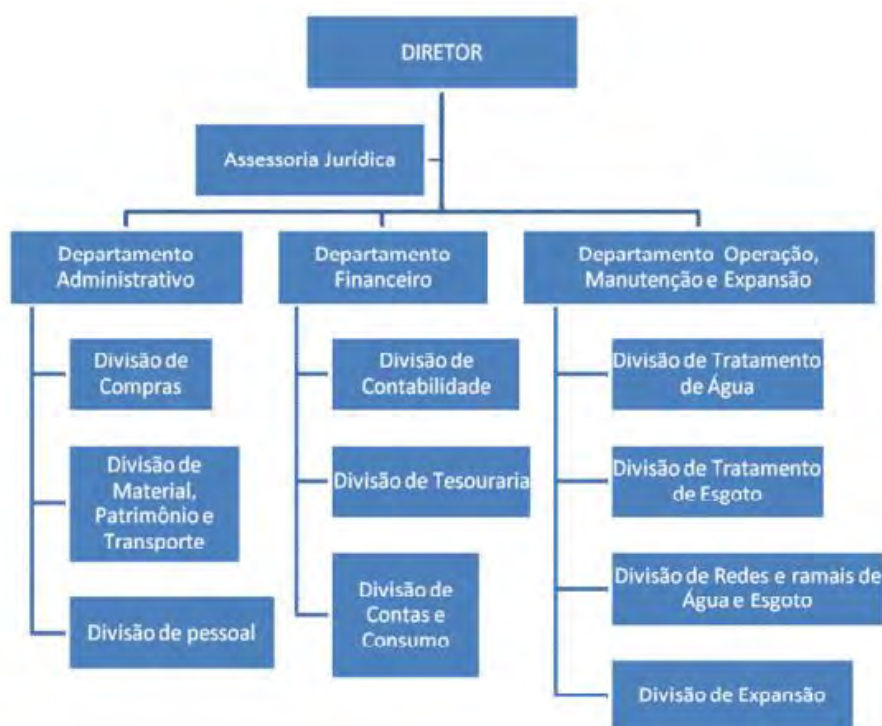 DIRETOR
Assessoria Jurídica
Departamento
Administrativo
Departamento
Financeiro
Departamento Operação,
Manutenção e Expansão
Divisão de
Compras
Divisão de
Material,
Patrimônio e
Transporte
Divisão de pessoal
Divisão de
Contabilidade
Divisão de Tesouraria
Divisão de
Contas e
Consumo
Divisão de Tratamento
de Água
Divisão de Tratamento
de Esgoto
Divisão de Redes e ramais de
Água e Esgoto
Divisão de Expansão